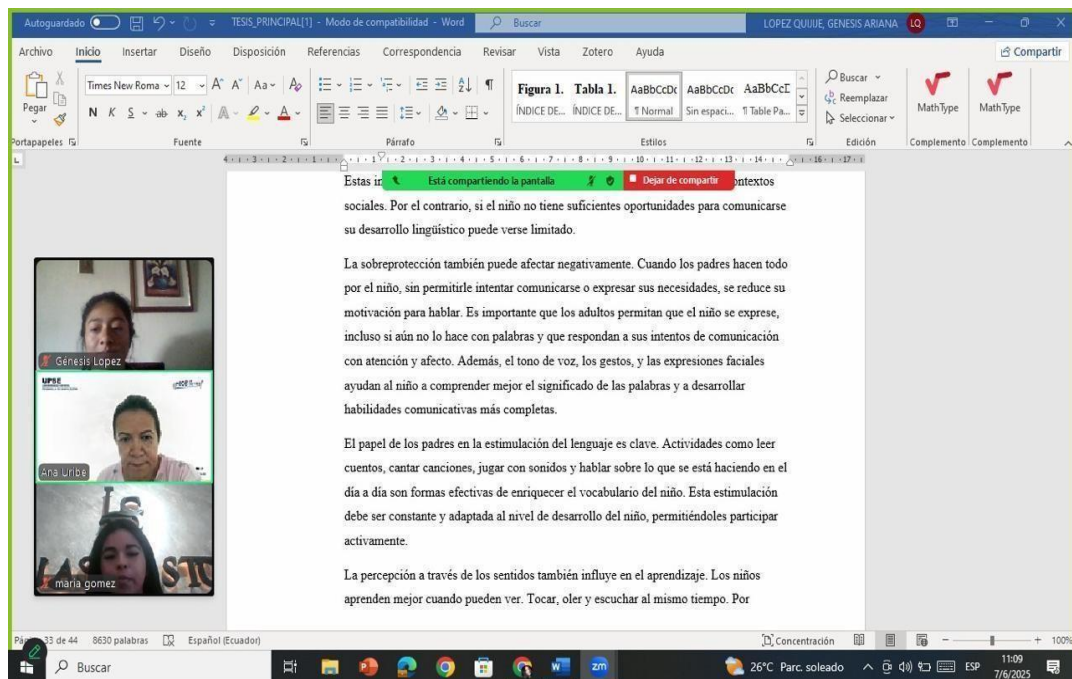 Autoguardado TESIS_PRINCIPAL[1] - Modo de compatibilidad - Word Buscar LOPEZ QUIJIJE, GENESIS ARIANA LQ
Archivo Inicio Insertar Diseño Disposición Referencias Correspondencia Revisar Vista Zotero Ayuda Compartir
Pegar
Times New Roma 12
N K S
Figura 1. Tabla 1. AaBbCcDc AaBbCcDc AaBbCcI
ÍNDICE DE... ÍNDICE DE... ¶ Normal Sin espaci... ¶ Table Pa...
Buscar
Reemplazar
Seleccionar
MathType MathType
Portapapeles Fuente Párrafo Estilos Edición Complemento Complemento
Está compartiendo la pantalla Dejar de compartir
sociales. Por el contrario, si el niño no tiene suficientes oportunidades para comunicarse
su desarrollo lingüístico puede verse limitado.
La sobreprotección también puede afectar negativamente. Cuando los padres hacen todo
por el niño, sin permitirle intentar comunicarse o expresar sus necesidades, se reduce su
motivación para hablar. Es importante que los adultos permitan que el niño se exprese,
incluso si aún no lo hace con palabras y que respondan a sus intentos de comunicación
con atención y afecto. Además, el tono de voz, los gestos, y las expresiones faciales
ayudan al niño a comprender mejor el significado de las palabras y a desarrollar
habilidades comunicativas más completas.
El papel de los padres en la estimulación del lenguaje es clave. Actividades como leer
cuentos, cantar canciones, jugar con sonidos y hablar sobre lo que se está haciendo en el
día a día son formas efectivas de enriquecer el vocabulario del niño. Esta estimulación
debe ser constante y adaptada al nivel de desarrollo del niño, permitiéndoles participar
activamente.
La percepción a través de los sentidos también influye en el aprendizaje. Los niños
aprenden mejor cuando pueden ver. Tocar, oler y escuchar al mismo tiempo. Por
Génesis Lopez
UPSE
Ana Uribe
maria gomez
33 de 44 8630 palabras Español (Ecuador) Concentración 100%
Buscar zm 26°C Parc. soleado ESP 11:09
7/6/2025